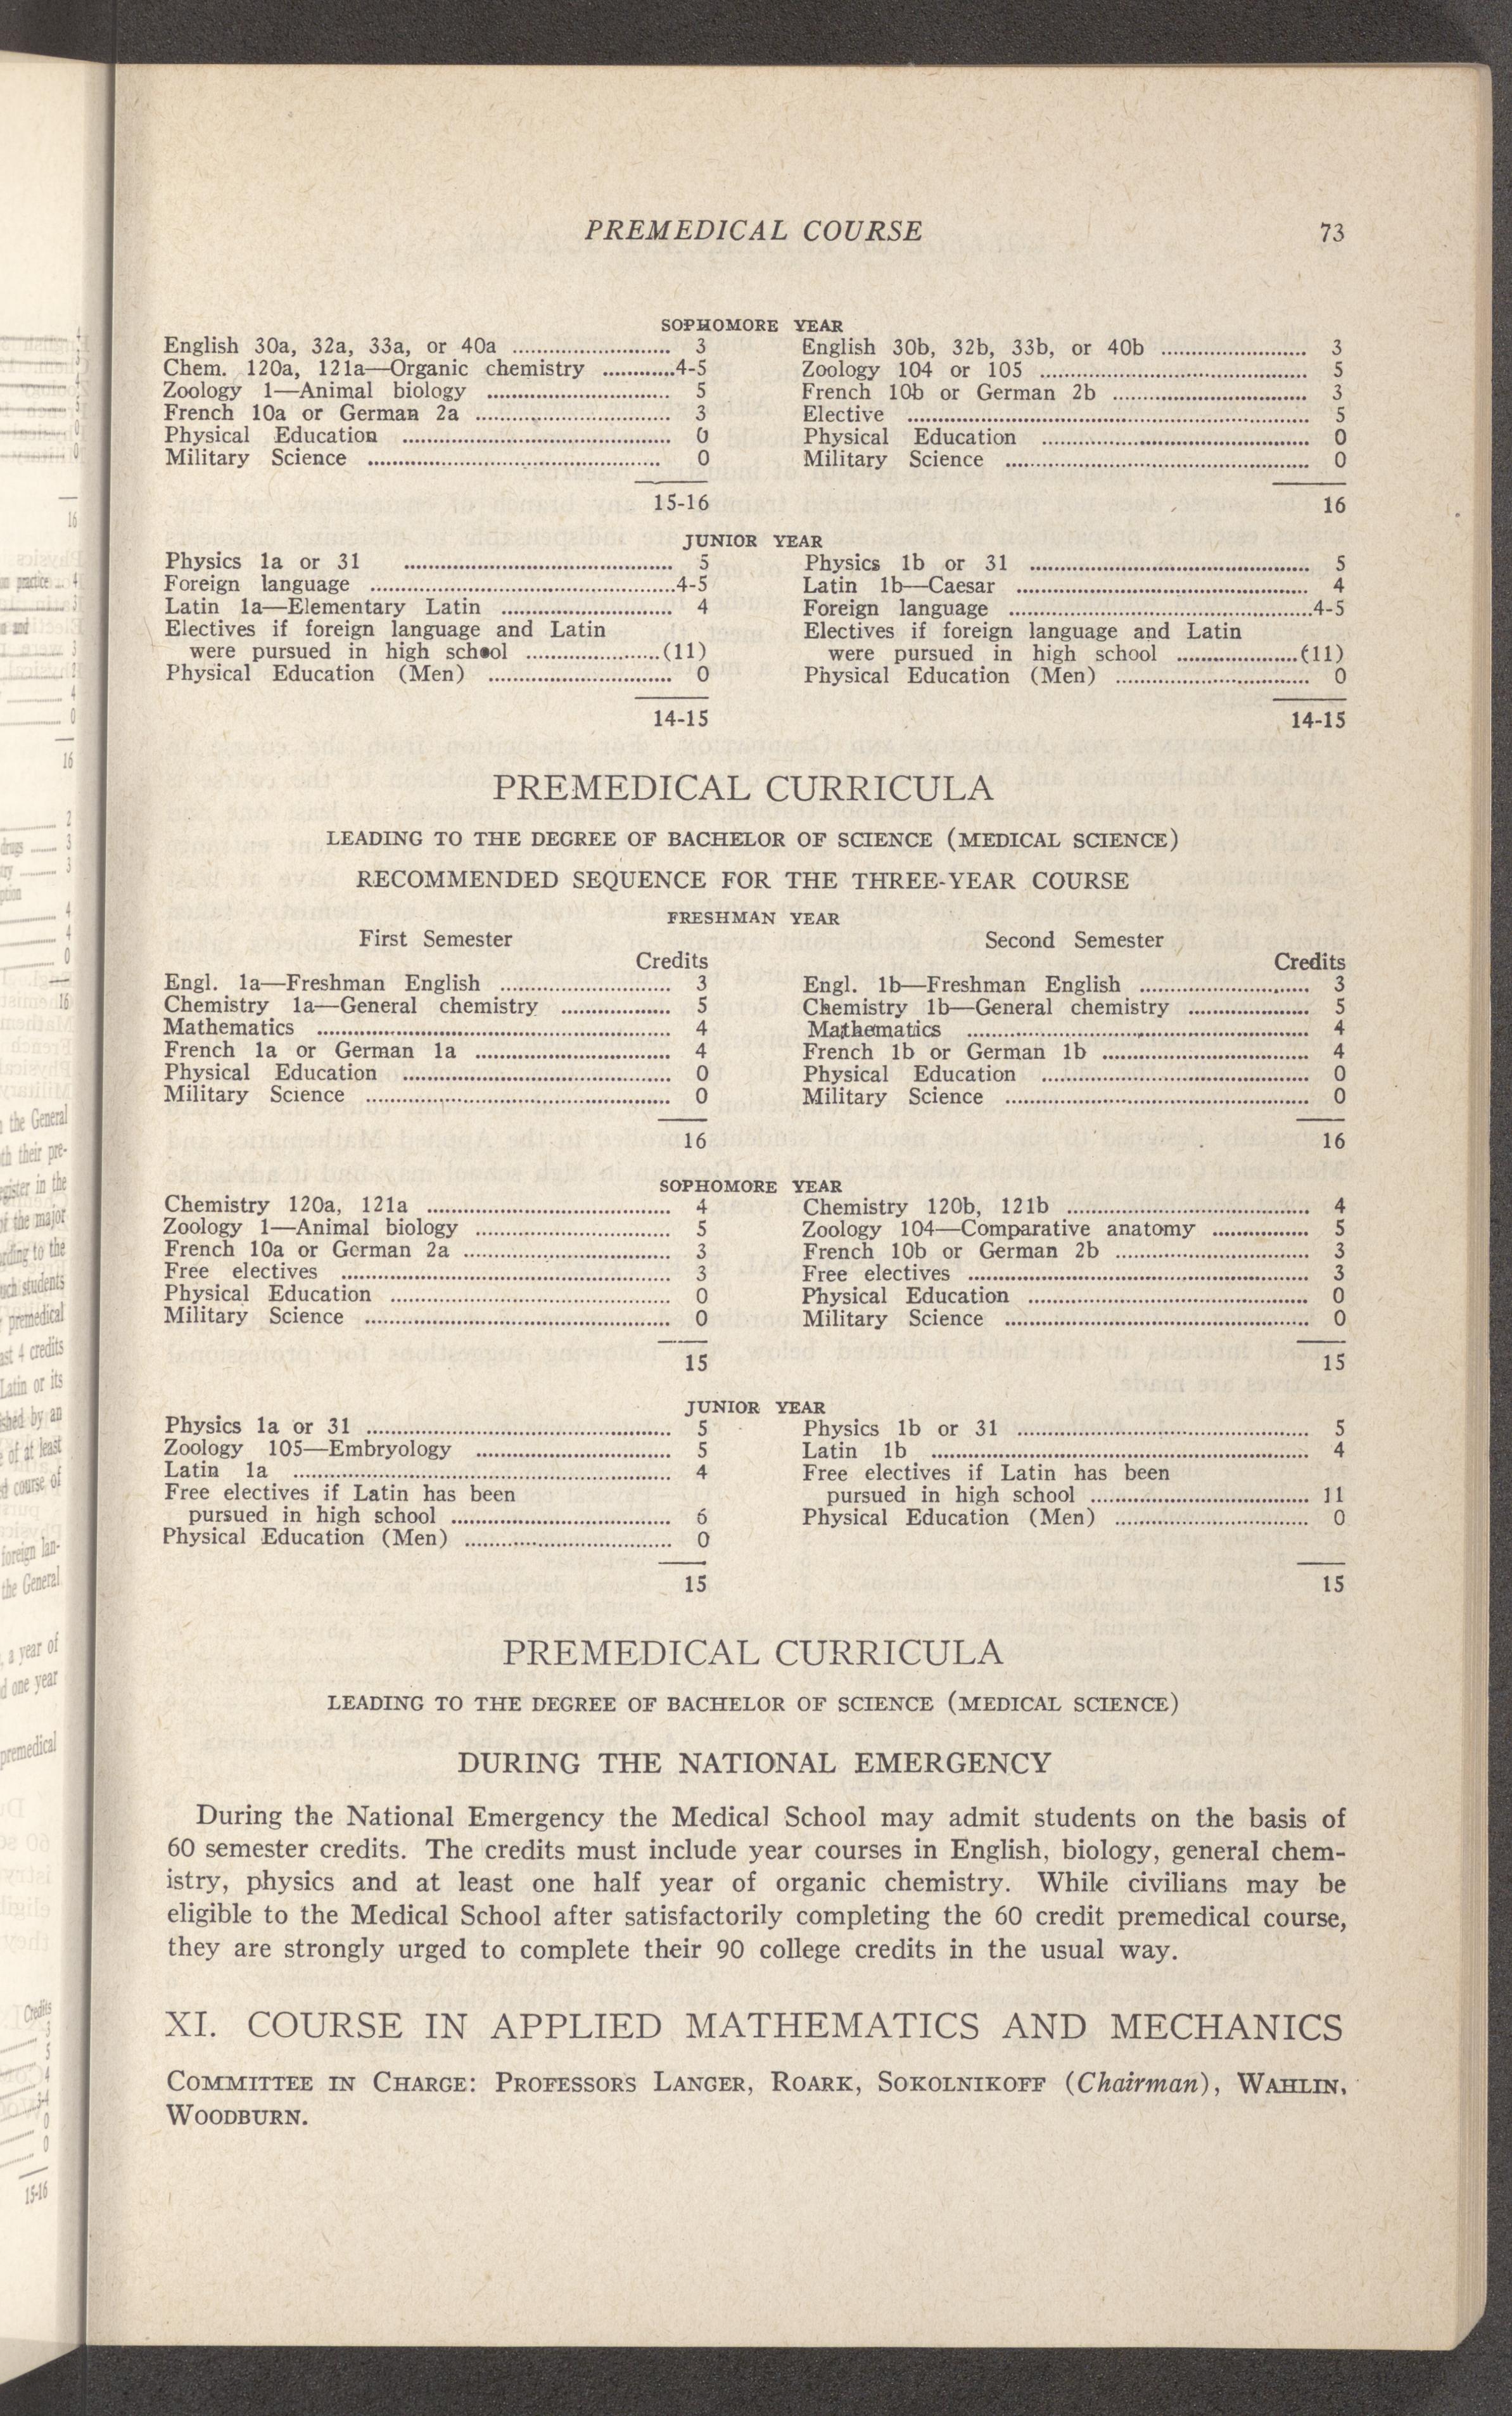 PREMEDICAL COURSE 73
SOPHOMORE YEAR
English 30a, 32a, 33a, or 40a ........ 3
Chem. 120a, 121a—Organic chemistry ........ 4-5
Zoology 1—Animal biology ........ 5
French 10a or German 2a ........ 3
Physical Education ........ 0
Military Science ........ 0
15-16
English 30b, 32b, 33b, or 40b ........ 3
Zoology 104 or 105 ........ 5
French 10b or German 2b ........ 3
Elective ........ 5
Physical Education ........ 0
Military Science ........ 0
16
JUNIOR YEAR
Physics 1a or 31 ........ 5
Foreign language ........ 4-5
Latin 1a—Elementary Latin ........ 4
Electives if foreign language and Latin
were pursued in high school ........ (11)
Physical Education (Men) ........ 0
14-15
Physics 1b or 31 ........ 5
Latin 1b—Caesar ........ 4
Foreign language ........ 4-5
Electives if foreign language and Latin
were pursued in high school ........ (11)
Physical Education (Men) ........ 0
14-15
PREMEDICAL CURRICULA
LEADING TO THE DEGREE OF BACHELOR OF SCIENCE (MEDICAL SCIENCE)
RECOMMENDED SEQUENCE FOR THE THREE-YEAR COURSE
FRESHMAN YEAR
First Semester
Credits
Engl. 1a—Freshman English ........ 3
Chemistry 1a—General chemistry ........ 5
Mathematics ........ 4
French 1a or German 1a ........ 4
Physical Education ........ 0
Military Science ........ 0
16
Second Semester
Credits
Engl. 1b—Freshman English ........ 3
Chemistry 1b—General chemistry ........ 5
Mathematics ........ 4
French 1b or German 1b ........ 4
Physical Education ........ 0
Military Science ........ 0
16
SOPHOMORE YEAR
Chemistry 120a, 121a ........ 4
Zoology 1—Animal biology ........ 5
French 10a or German 2a ........ 3
Free electives ........ 3
Physical Education ........ 0
Military Science ........ 0
15
Chemistry 120b, 121b ........ 4
Zoology 104—Comparative anatomy ........ 5
French 10b or German 2b ........ 3
Free electives ........ 3
Physical Education ........ 0
Military Science ........ 0
15
JUNIOR YEAR
Physics 1a or 31 ........ 5
Zoology 105—Embryology ........ 5
Latin 1a ........ 4
Free electives if Latin has been
pursued in high school ........ 6
Physical Education (Men) ........ 0
15
Physics 1b or 31 ........ 5
Latin 1b ........ 4
Free electives if Latin has been
pursued in high school ........ 11
Physical Education (Men) ........ 0
15
PREMEDICAL CURRICULA
LEADING TO THE DEGREE OF BACHELOR OF SCIENCE (MEDICAL SCIENCE)
DURING THE NATIONAL EMERGENCY
During the National Emergency the Medical School may admit students on the basis of
60 semester credits. The credits must include year courses in English, biology, general chem-
istry, physics and at least one half year of organic chemistry. While civilians may be
eligible to the Medical School after satisfactorily completing the 60 credit premedical course,
they are strongly urged to complete their 90 college credits in the usual way.
XI. COURSE IN APPLIED MATHEMATICS AND MECHANICS
COMMITTEE IN CHARGE: PROFESSORS LANGER, ROARK, SOKOLNIKOFF (Chairman), WAHLIN,
WOODBURN.